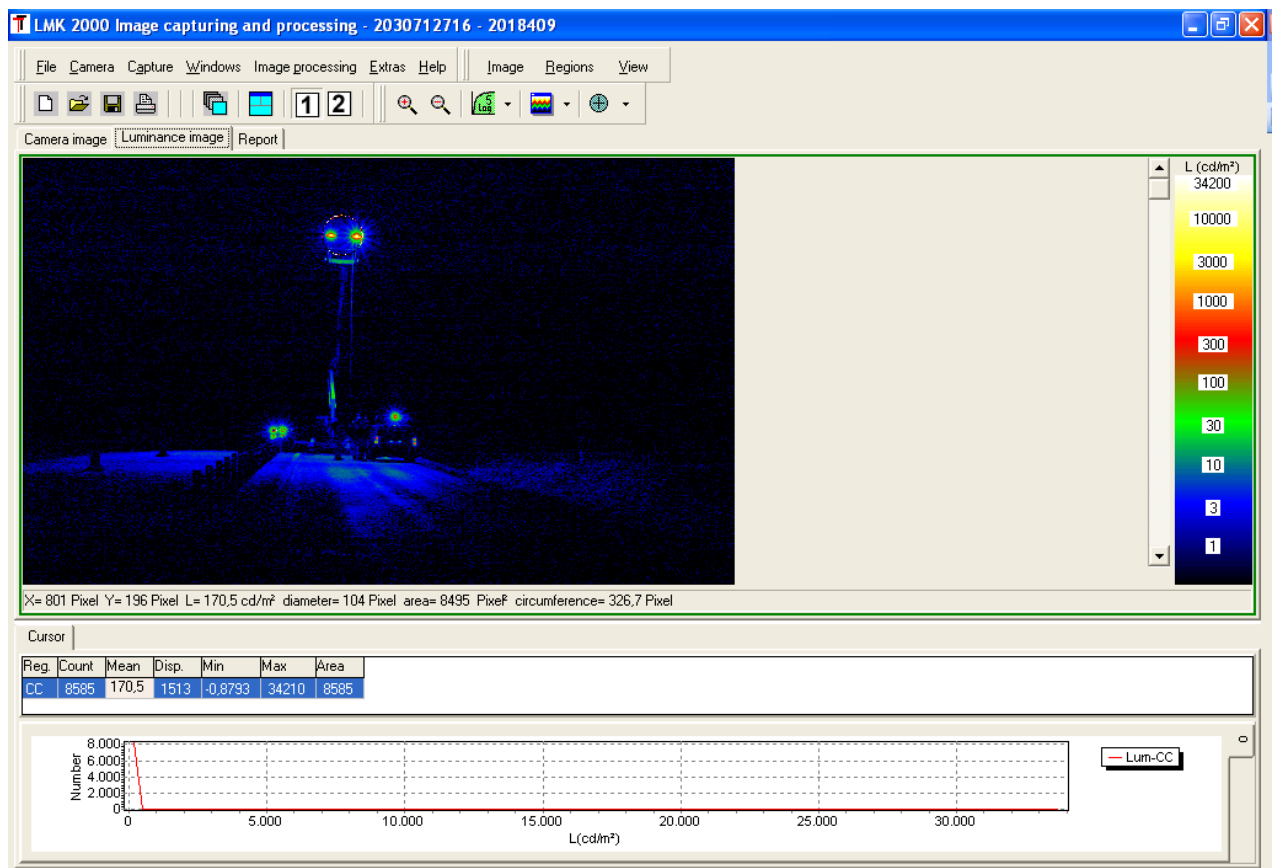 LMK 2000 Image capturing and processing - 2030712716 - 2018409
File Camera Capture Windows Image processing Extras Help Image Regions View
1 2 Log
Camera image Luminance image Report
L (cd/m²)
34200
10000
3000
1000
300
100
30
10
3
1
X= 801 Pixel Y= 196 Pixel L= 170,5 cd/m² diameter= 104 Pixel area= 8495 Pixel² circumference= 326,7 Pixel
Cursor
Reg. Count Mean Disp. Min Max Area
CC 8585 170,5 1513 -0,8793 34210 8585
Number
8.000
6.000
4.000
2.000
0
0 5.000 10.000 15.000 20.000 25.000 30.000
L(cd/m²)
Lum-CC
0